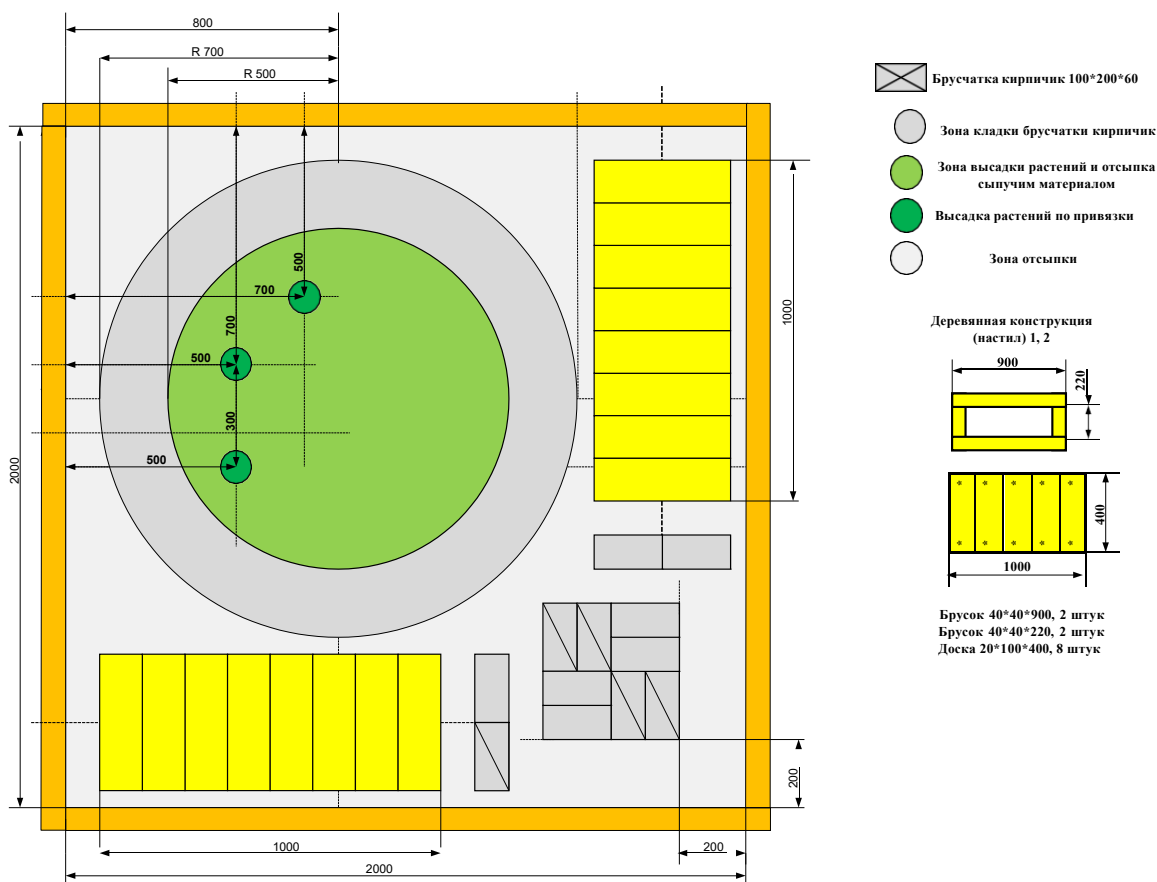 800
R 700
R 500
500
700
700
500
300
500
2000
1000
1000
200
200
2000
Брусчатка кирпичик 100*200*60
Зона кладки брусчатки кирпичик
Зона высадки растений и отсыпка
сыпучим материалом
Высадка растений по привязки
Зона отсыпки
Деревянная конструкция
(настил) 1, 2
900
220
* * * * *
* * * * *
400
1000
Брусок 40*40*900, 2 штук
Брусок 40*40*220, 2 штук
Доска 20*100*400, 8 штук